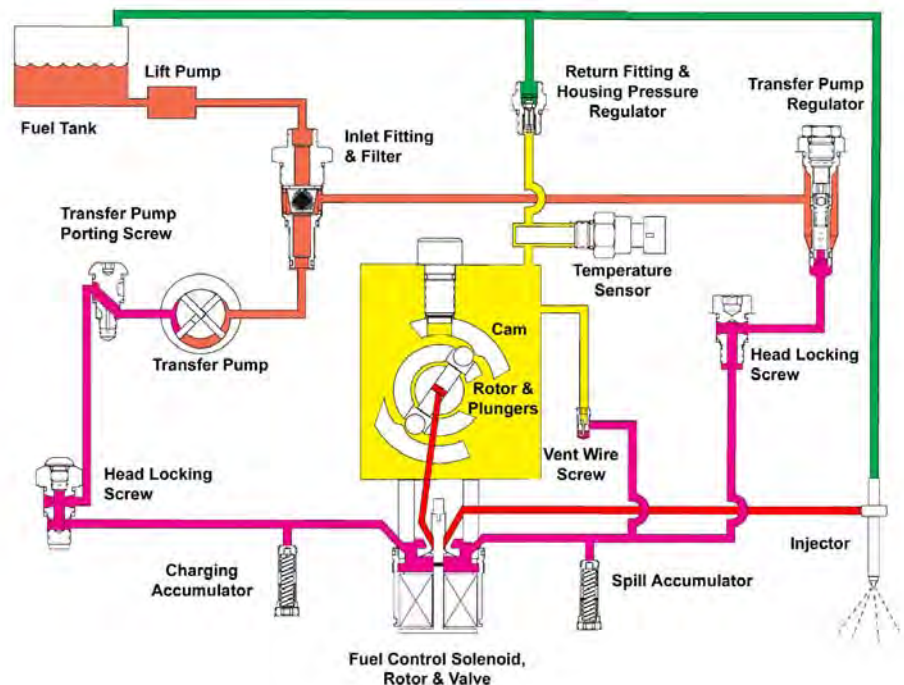 Lift Pump
Fuel Tank
Return Fitting &
Housing Pressure
Regulator
Transfer Pump
Regulator
Inlet Fitting
& Filter
Transfer Pump
Porting Screw
Temperature
Sensor
Cam
Transfer Pump
Rotor &
Plungers
Head Locking
Screw
Vent Wire
Screw
Head Locking
Screw
Charging
Accumulator
Spill Accumulator
Injector
Fuel Control Solenoid,
Rotor & Valve